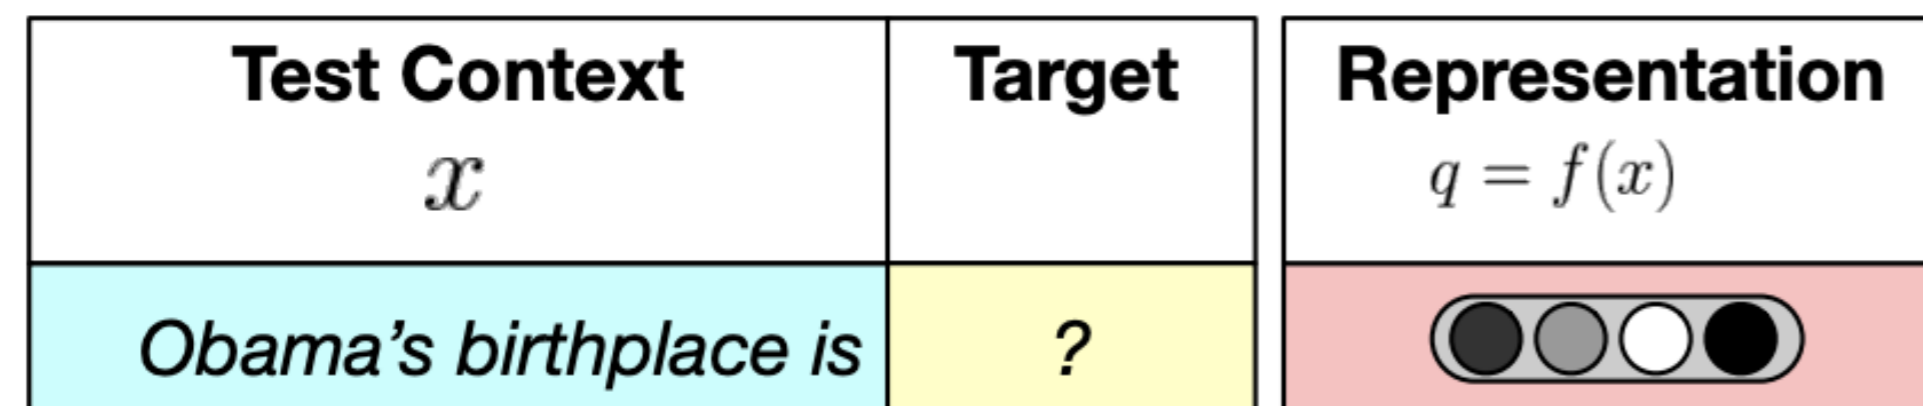 Test Context
x
Target
Representation
q = f(x)
Obama’s birthplace is
?